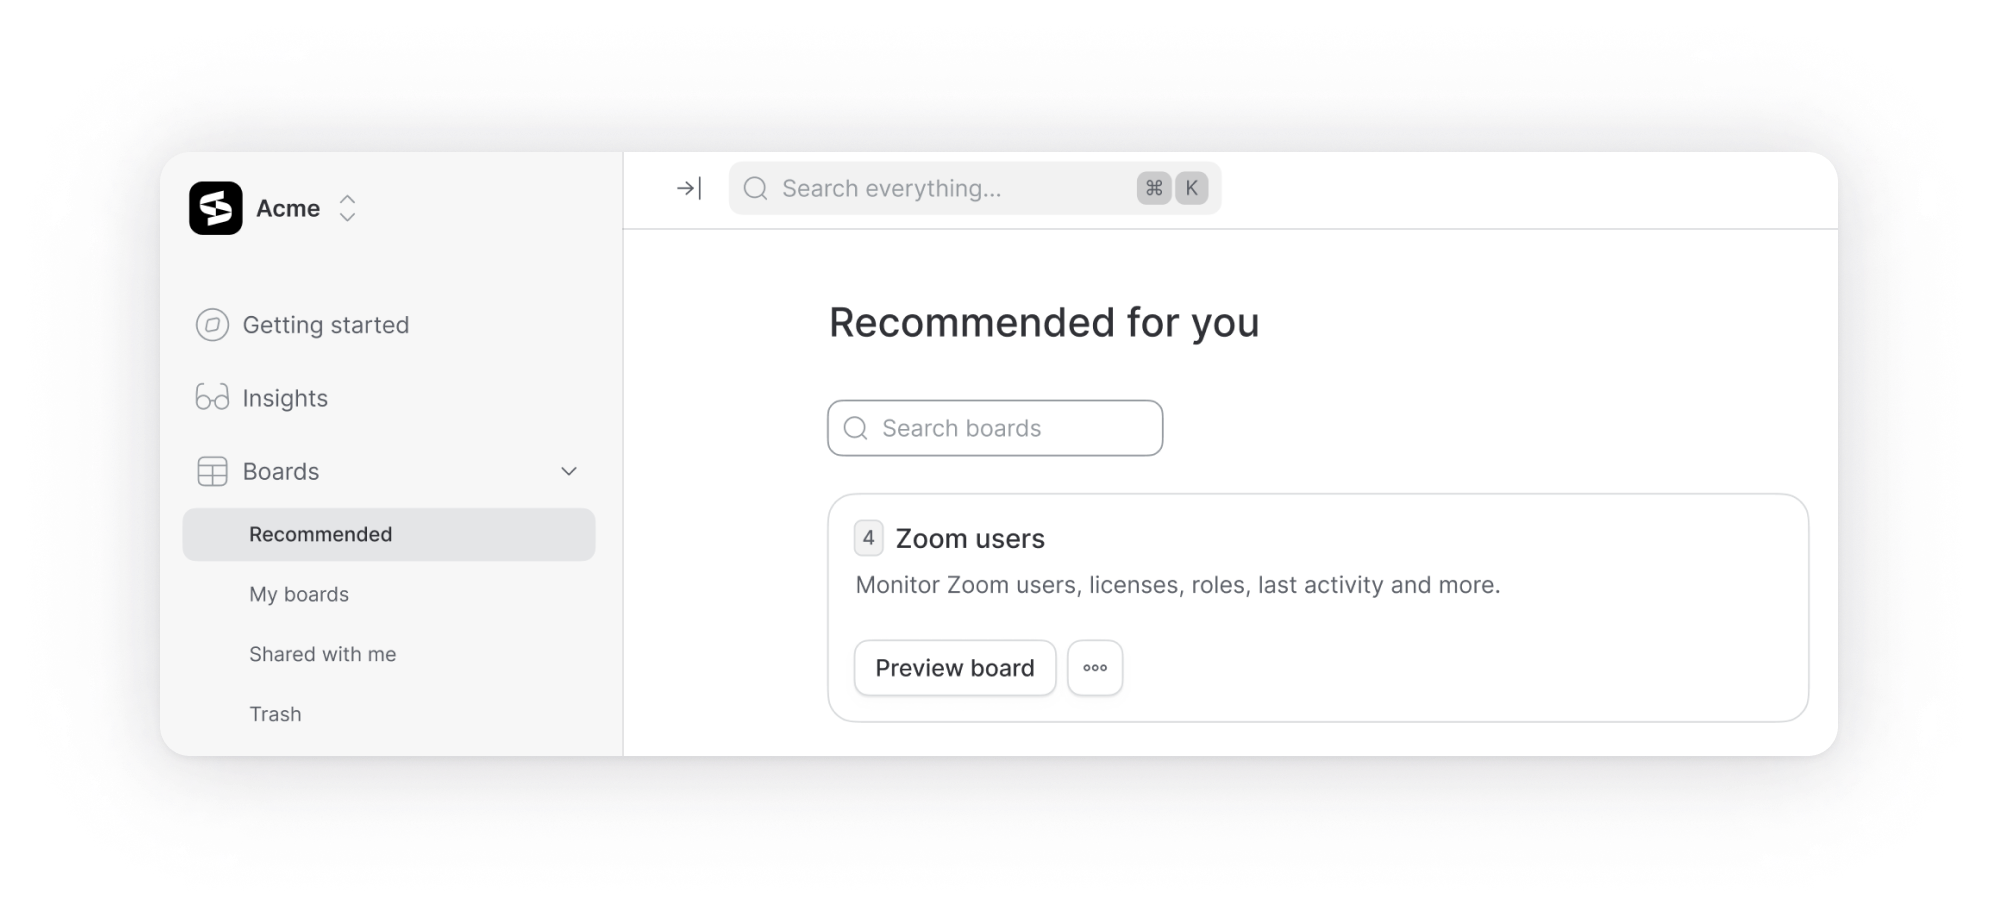 Acme
Getting started
Insights
Boards
Recommended
My boards
Shared with me
Trash
Search everything... ⌘ K
Recommended for you
Search boards
4 Zoom users
Monitor Zoom users, licenses, roles, last activity and more.
Preview board